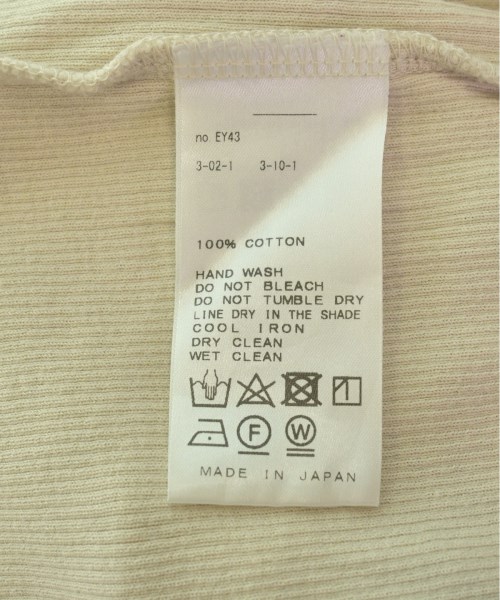 no EY43
3-02-1 3-10-1
100% COTTON
HAND WASH
DO NOT BLEACH
DO NOT TUMBLE DRY
LINE DRY IN THE SHADE
COOL IRON
DRY CLEAN
WET CLEAN
F W
MADE IN JAPAN